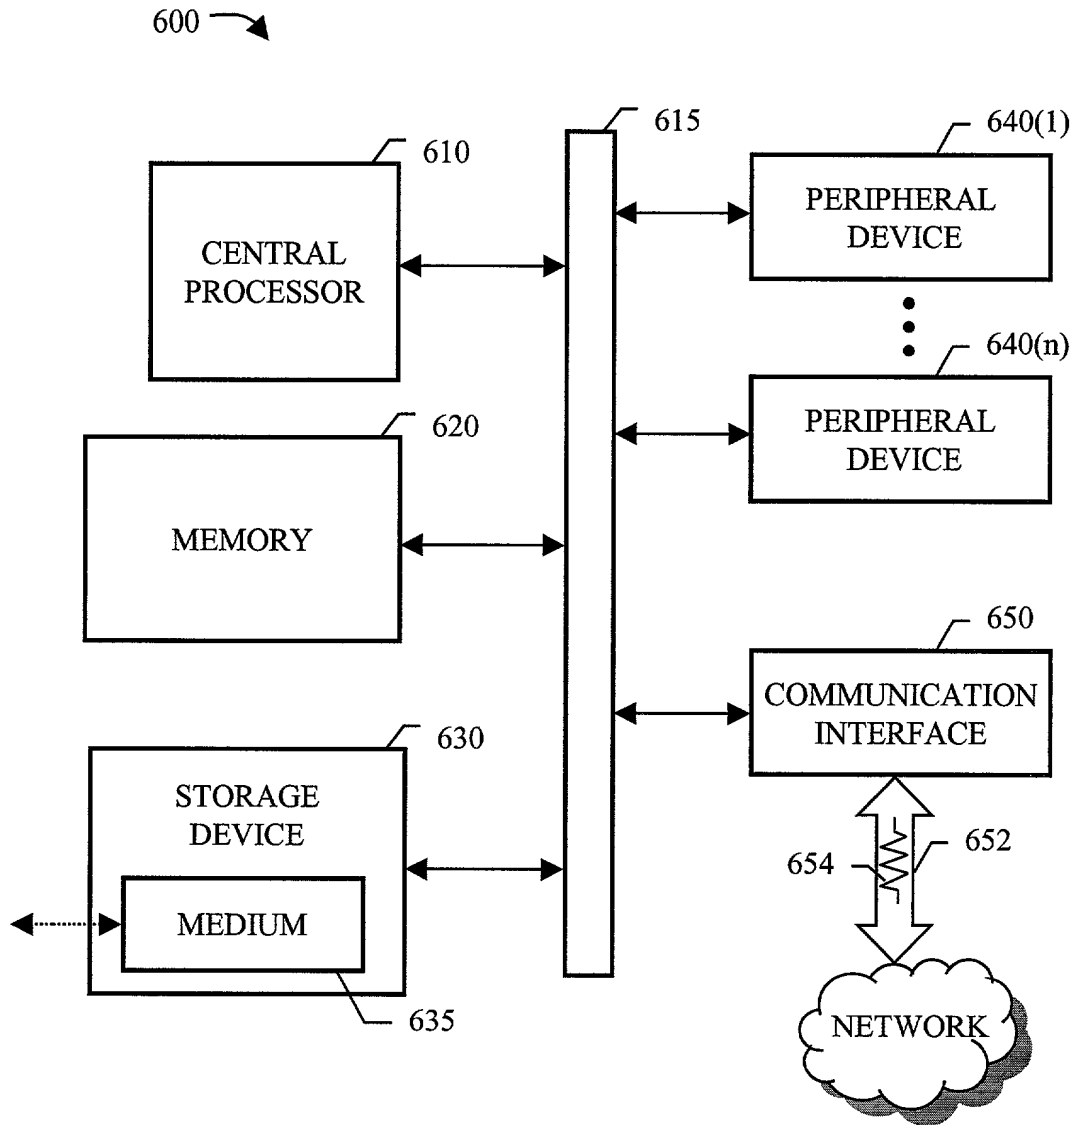 600
610
CENTRAL
PROCESSOR
615
640(1)
PERIPHERAL
DEVICE
640(n)
PERIPHERAL
DEVICE
620
MEMORY
650
COMMUNICATION
INTERFACE
630
STORAGE
DEVICE
MEDIUM
635
654
652
NETWORK